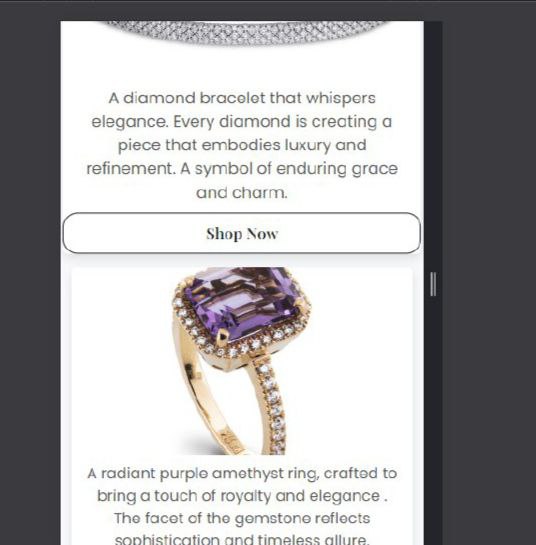 A diamond bracelet that whispers
elegance. Every diamond is creating a
piece that embodies luxury and
refinement. A symbol of enduring grace
and charm.
Shop Now
A radiant purple amethyst ring, crafted to
bring a touch of royalty and elegance .
The facet of the gemstone reflects
sophistication and timeless allure.